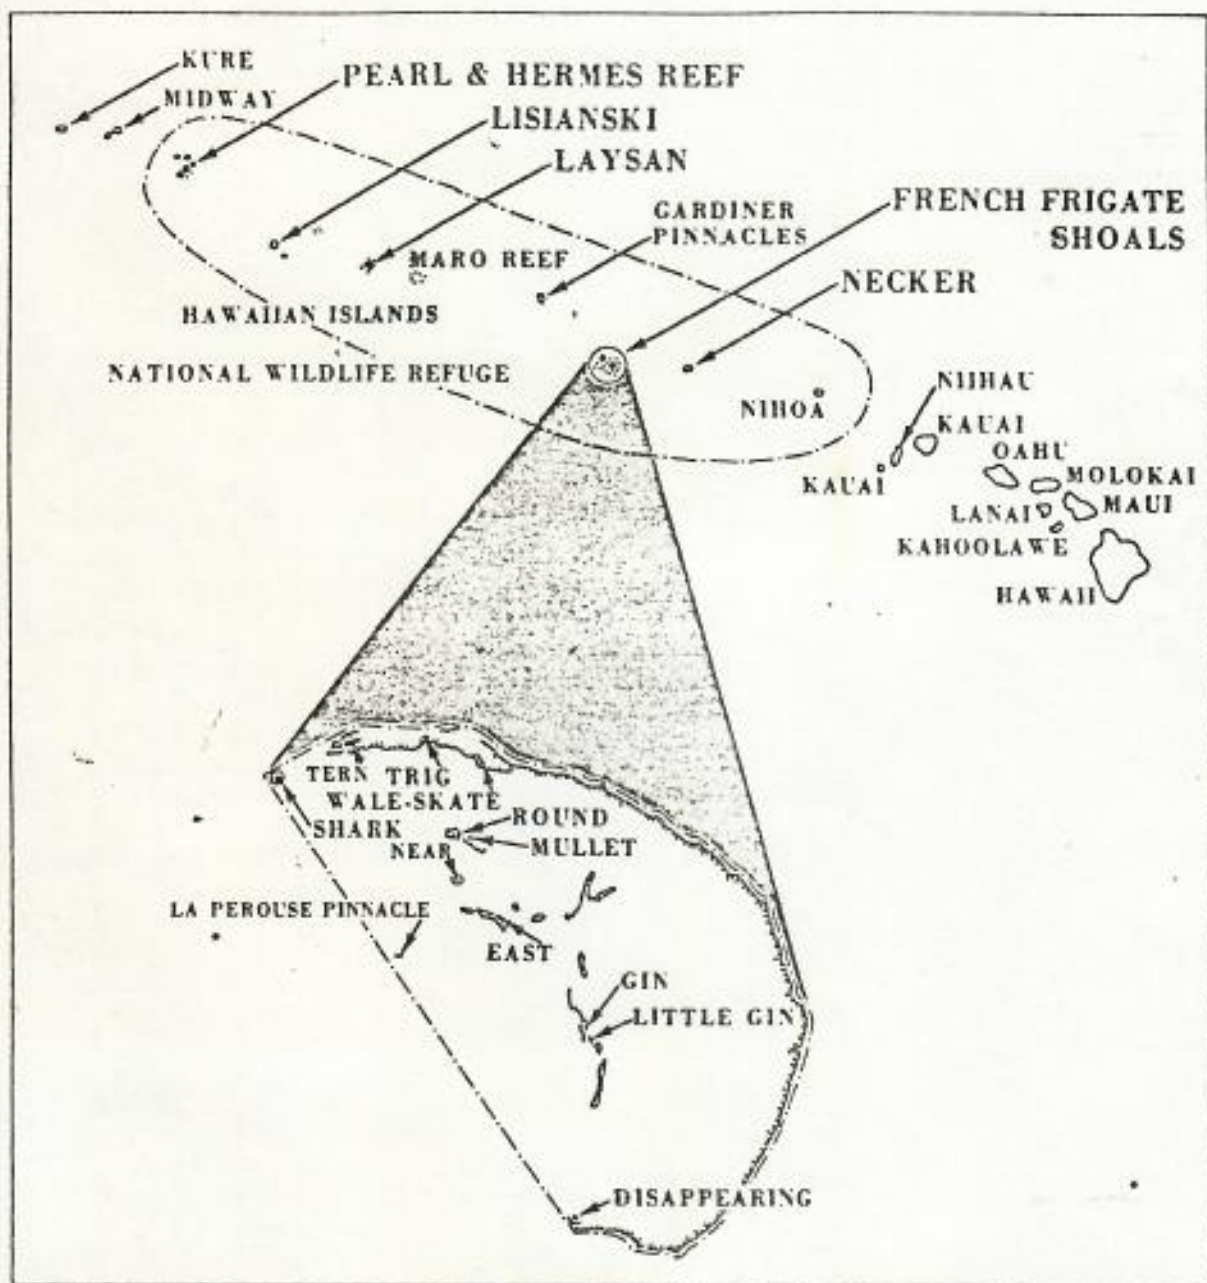 KURE
MIDWAY
PEARL & HERMES REEF
LISIANSKI
LAYSAN
MARO REEF
GARDINER
PINNACLES
FRENCH FRIGATE
SHOALS
NECKER
HAWAIIAN ISLANDS
NATIONAL WILDLIFE REFUGE
NIHOA
NIIHAU
KAUAI
OAHU
KAUAI
MOLOKAI
LANAI
MAUI
KAHOOLAWE
HAWAII
TERN
TRIG
WALE-SKATE
SHARK
ROUND
NEAR
MULLET
LA PEROUSE PINNACLE
EAST
GIN
LITTLE GIN
DISAPPEARING